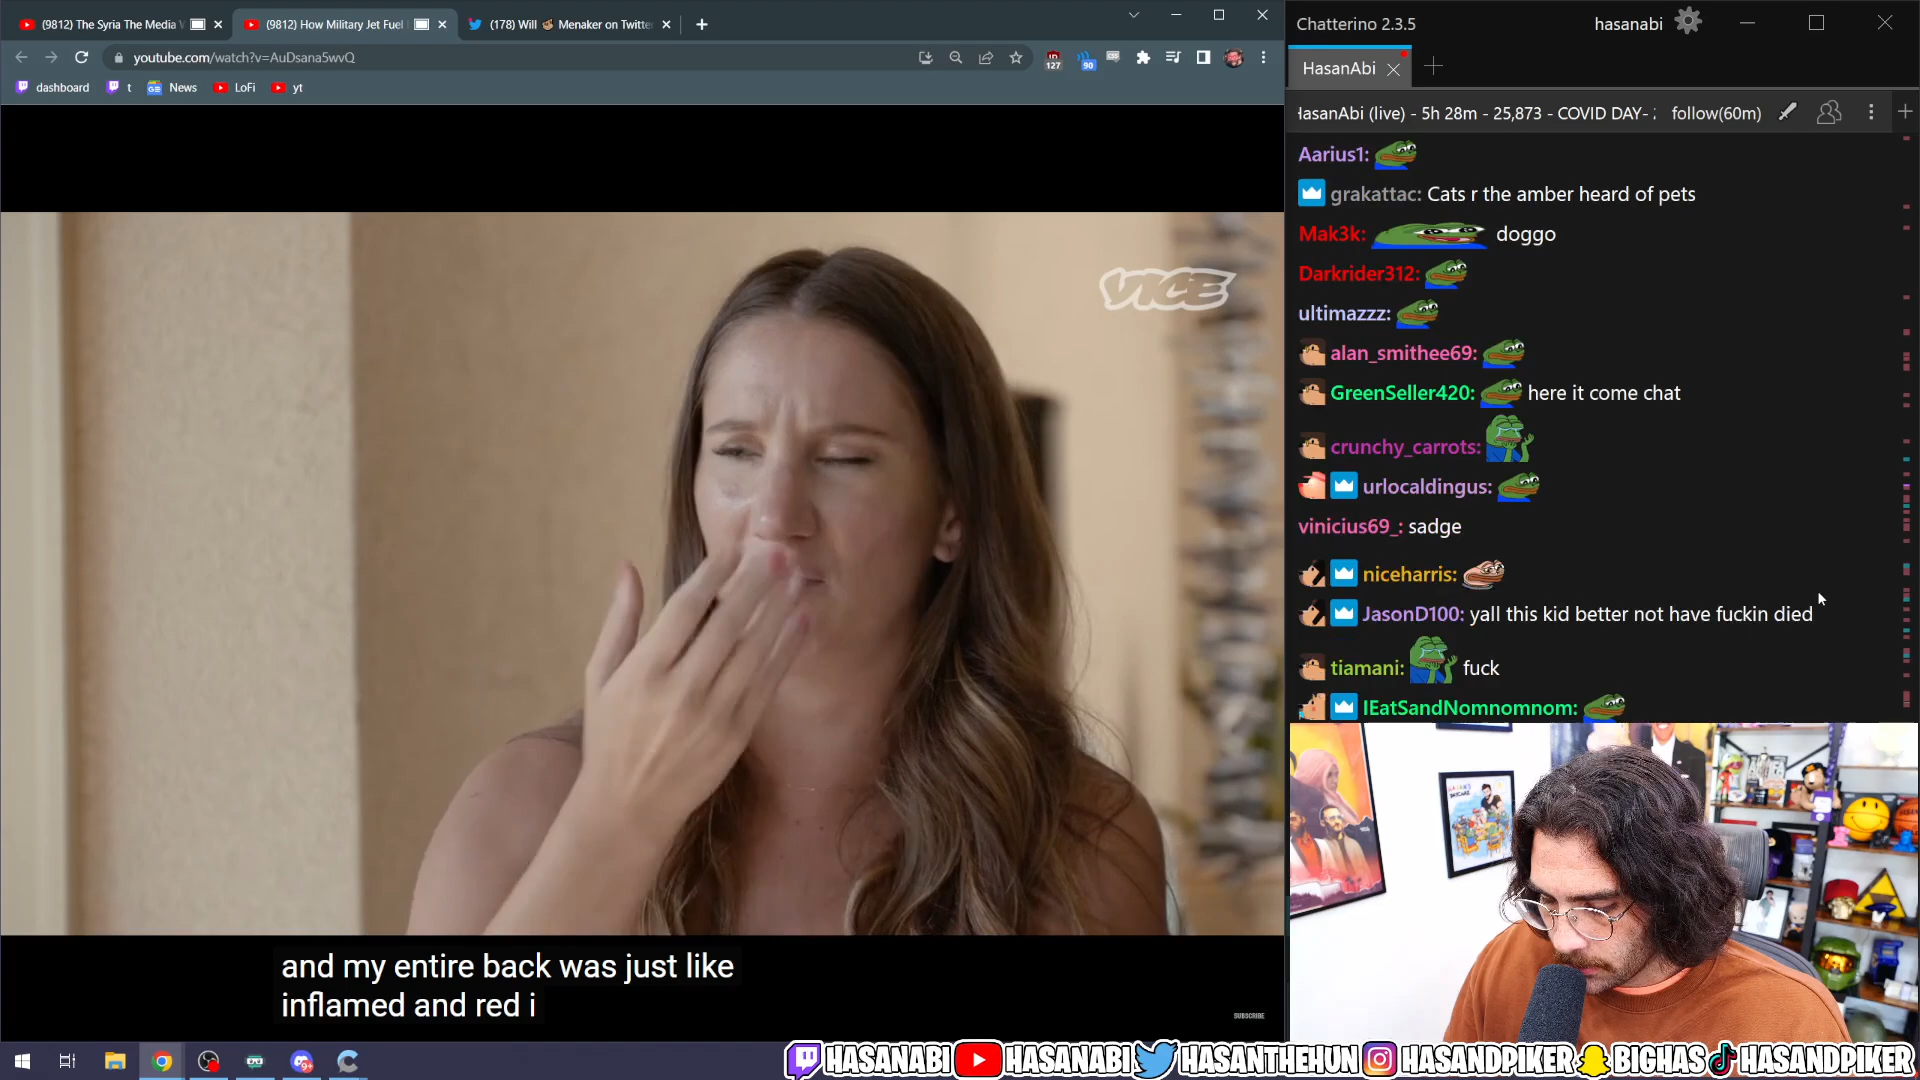 (9812) The Syria The Media V
(9812) How Military Jet Fuel
(178) Will Menaker on Twitte
youtube.com/watch?v=AuDsana5wvQ
127
90
dashboard
t
News
LoFi
yt
VICE
and my entire back was just like
inflamed and red i
SUBSCRIBE
Chatterino 2.3.5
hasanabi
HasanAbi
HasanAbi (live) - 5h 28m - 25,873 - COVID DAY-
follow(60m)
Aarius1:
grakattac: Cats r the amber heard of pets
Mak3k: doggo
Darkrider312:
ultimazzz:
alan_smithee69:
GreenSeller420: here it come chat
crunchy_carrots:
urlocaldingus:
vinicius69_: sadge
niceharris:
JasonD100: yall this kid better not have fuckin died
tiamani: fuck
IEatSandNomnomnom:
HASANABI HASANABI HASANTHEHUN HASANDPIKER BIGHAS HASANDPIKER